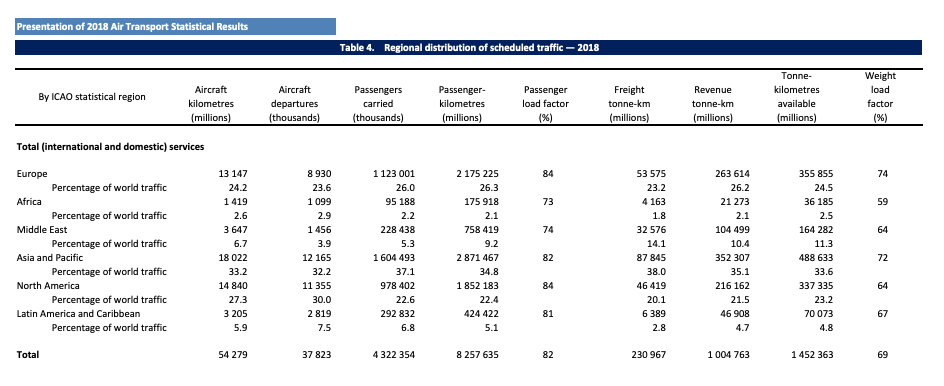 Presentation of 2018 Air Transport Statistical Results
Table 4. Regional distribution of scheduled traffic — 2018
By ICAO statistical region Aircraft kilometres (millions) Aircraft departures (thousands) Passengers carried (thousands) Passenger-kilometres (millions) Passenger load factor (%) Freight tonne-km (millions) Revenue tonne-km (millions) Tonne-kilometres available (millions) Weight load factor (%)
Total (international and domestic) services
Europe 13 147 8 930 1 123 001 2 175 225 84 53 575 263 614 355 855 74
Percentage of world traffic 24.2 23.6 26.0 26.3 23.2 26.2 24.5
Africa 1 419 1 099 95 188 175 918 73 4 163 21 273 36 185 59
Percentage of world traffic 2.6 2.9 2.2 2.1 1.8 2.1 2.5
Middle East 3 647 1 456 228 438 758 419 74 32 576 104 499 164 282 64
Percentage of world traffic 6.7 3.9 5.3 9.2 14.1 10.4 11.3
Asia and Pacific 18 022 12 165 1 604 493 2 871 467 82 87 845 352 307 488 633 72
Percentage of world traffic 33.2 32.2 37.1 34.8 38.0 35.1 33.6
North America 14 840 11 355 978 402 1 852 183 84 46 419 216 162 337 335 64
Percentage of world traffic 27.3 30.0 22.6 22.4 20.1 21.5 23.2
Latin America and Caribbean 3 205 2 819 292 832 424 422 81 6 389 46 908 70 073 67
Percentage of world traffic 5.9 7.5 6.8 5.1 2.8 4.7 4.8
Total 54 279 37 823 4 322 354 8 257 635 82 230 967 1 004 763 1 452 363 69